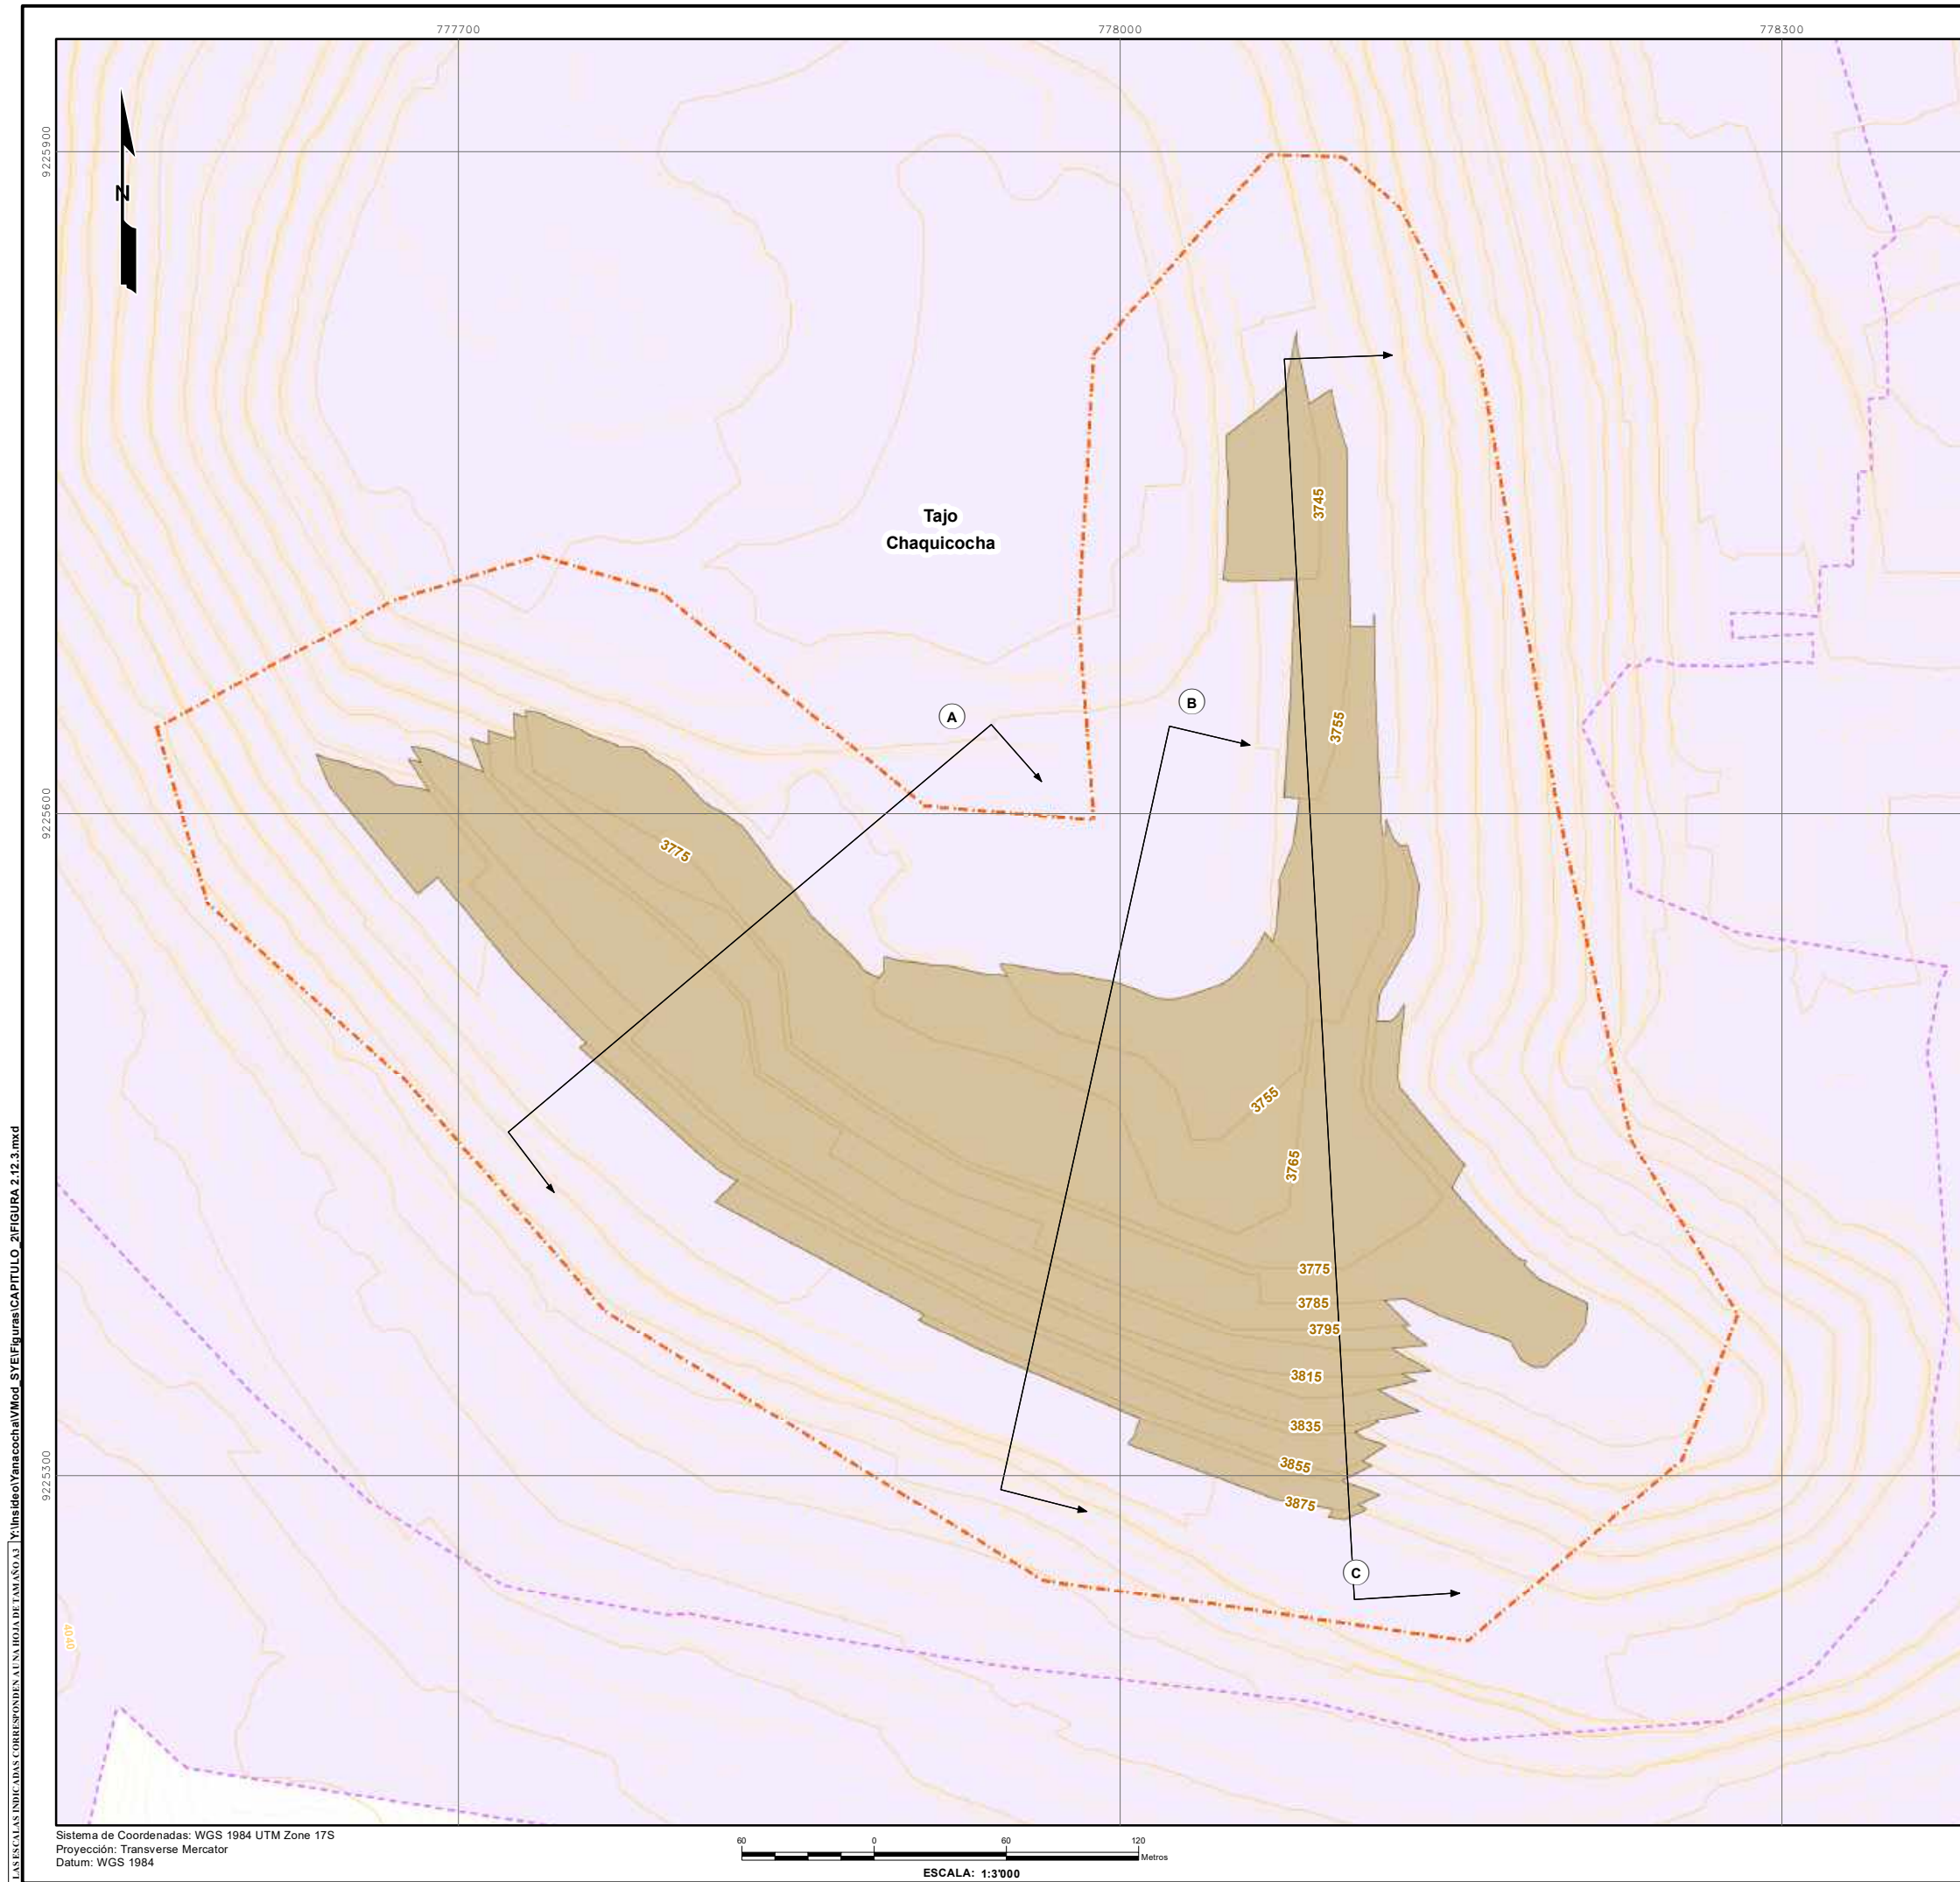 777700
778000
778300
9225900
9225600
9225300
N
Tajo
Chaquicocha
A
B
C
3745
3755
3775
3755
3765
3775
3785
3795
3815
3835
3855
3875
4040
Sistema de Coordenadas: WGS 1984 UTM Zone 17S
Proyección: Transverse Mercator
Datum: WGS 1984
60 0 60 120
Metros
ESCALA: 1:3'000
LAS ESCALAS INDICADAS CORRESPONDEN A UNA HOJA DE TAMAÑO A3
Y:\Insideo\Yanacocha\VMod_SYE\Figuras\CAPITULO_2\FIGURA 2.12.3.mxd